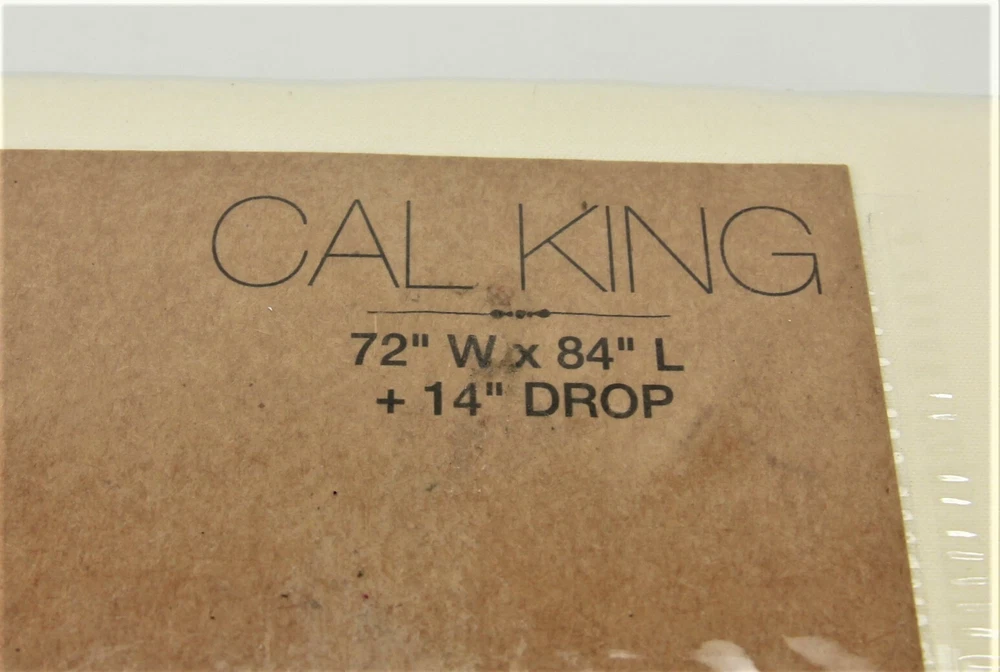 CAL KING
72" W x 84" L
+ 14" DROP